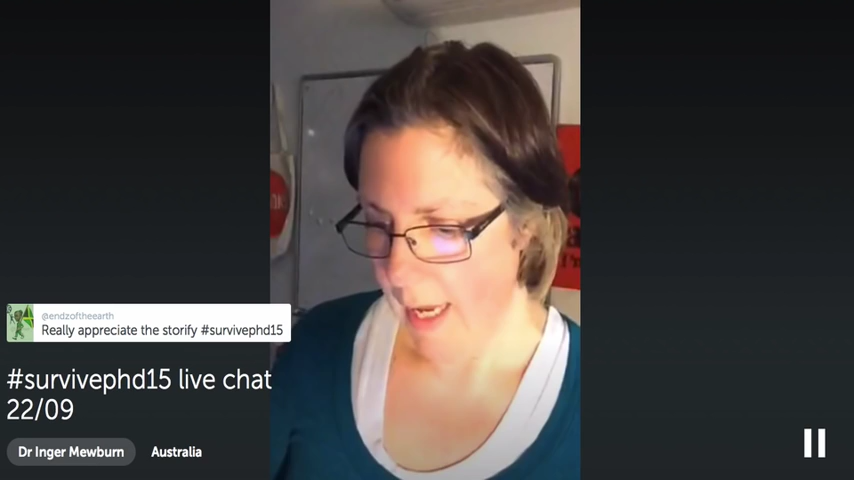 @endzoftheearth
Really appreciate the storify #survivephd15
#survivephd15 live chat
22/09
Dr Inger Mewburn
Australia